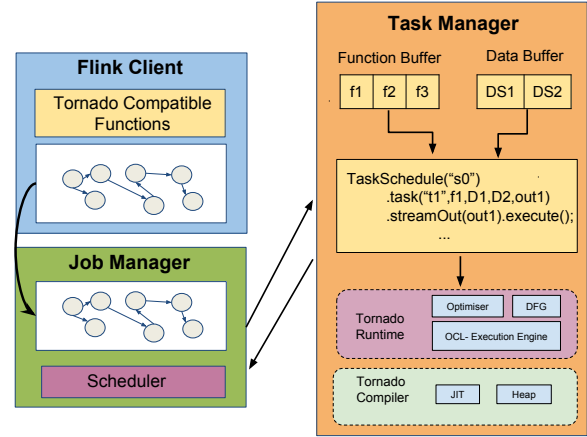 Flink Client
Tornado Compatible
Functions
Job Manager
Scheduler
Task Manager
Function Buffer
Data Buffer
f1 f2 f3
DS1 DS2
TaskSchedule(“s0”)
.task(“t1”,f1,D1,D2,out1)
.streamOut(out1).execute();
...
Tornado
Runtime
Optimiser
DFG
OCL- Execution Engine
Tornado
Compiler
JIT
Heap